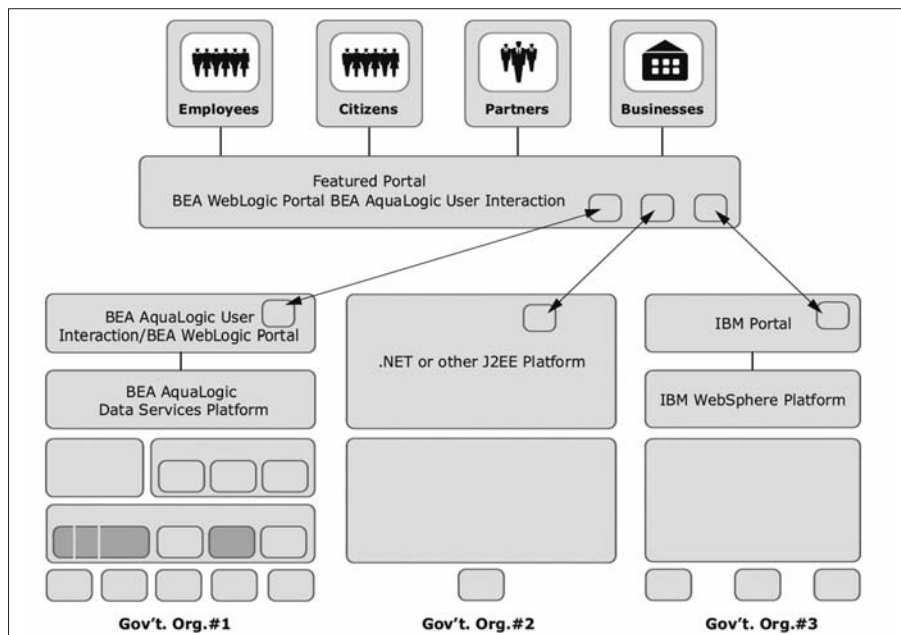 Employees
Citizens
Partners
Businesses
Featured Portal
BEA WebLogic Portal BEA AquaLogic User Interaction
BEA AquaLogic User
Interaction/BEA WebLogic Portal
BEA AquaLogic
Data Services Platform
.NET or other J2EE Platform
IBM Portal
IBM WebSphere Platform
Gov't. Org.#1
Gov't. Org.#2
Gov't. Org.#3